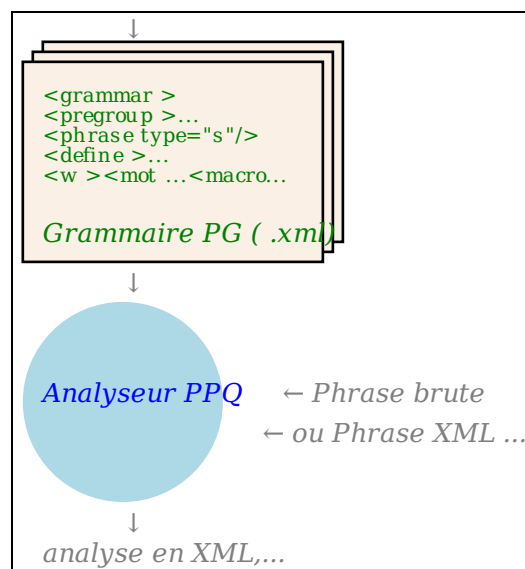 ↓
<grammar >
<pregroup >...
<phrase type="s"/>
<define >...
<w ><mot ...<macro...
Grammaire PG ( .xml)
↓
Analyseur PPQ ← Phrase brute
← ou Phrase XML ...
↓
analyse en XML,...